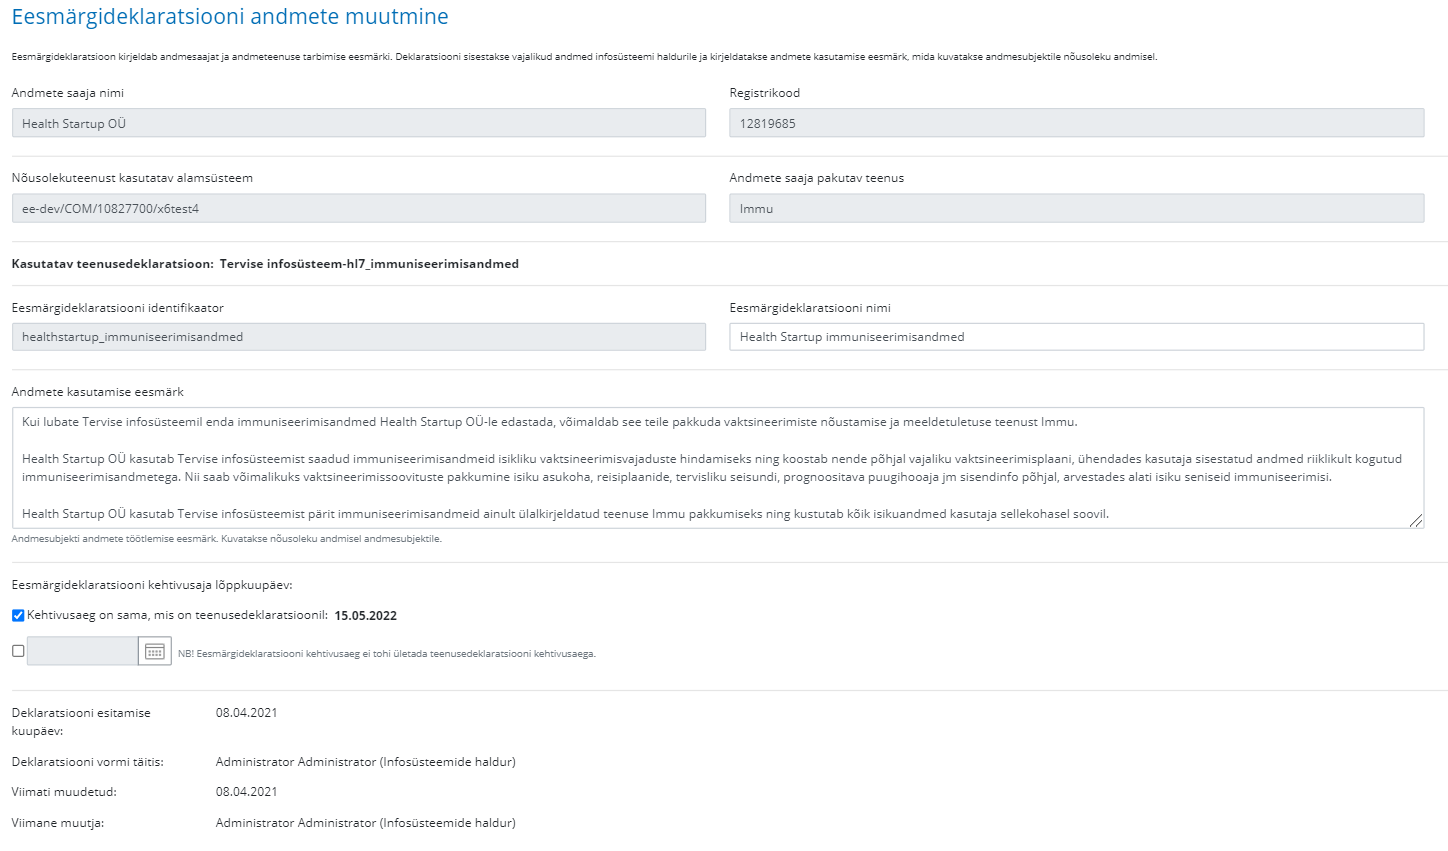 Eesmärgideklaratsiooni andmete muutmine
Eesmärgideklaratsioon kirjeldab andmesaajat ja andmeteenuse tarbimise eesmärki. Deklaratsiooni sisestakse vajalikud andmed infosüsteemi haldurile ja kirjeldatakse andmete kasutamise eesmärk, mida kuvatakse andmesubjektile nõusoleku andmisel.
Andmete saaja nimi
Registrikood
Health Startup OÜ
12819685
Nõusolekuteenust kasutatav alamsüsteem
Andmete saaja pakutav teenus
ee-dev/COM/10827700/x6test4
Immu
Kasutatav teenusedeklaratsioon: Tervise infosüsteem-hl7_immuniseerimisandmed
Eesmärgideklaratsiooni identifikaator
Eesmärgideklaratsiooni nimi
healthstartup_immuniseerimisandmed
Health Startup immuniseerimisandmed
Andmete kasutamise eesmärk
Kui lubate Tervise infosüsteemil enda immuniseerimisandmed Health Startup OÜ-le edastada, võimaldab see teile pakkuda vaktsineerimiste nõustamise ja meeldetuletuse teenust Immu.
Health Startup OÜ kasutab Tervise infosüsteemist saadud immuniseerimisandmeid isikliku vaktsineerimisvajaduste hindamiseks ning koostab nende põhjal vajaliku vaktsineerimisplaani, ühendades kasutaja sisestatud andmed riiklikult kogutud
immuniseerimisandmetega. Nii saab võimalikuks vaktsineerimissoovituste pakkumine isiku asukoha, reisiplaanide, tervisliku seisundi, prognoositava puugihooaja jm sisendinfo põhjal, arvestades alati isiku seniseid immuniseerimisi.
Health Startup OÜ kasutab Tervise infosüsteemist pärit immuniseerimisandmeid ainult ülalkirjeldatud teenuse Immu pakkumiseks ning kustutab kõik isikuandmed kasutaja sellekohasel soovil.
Andmesubjekti andmete töötlemise eesmärk. Kuvatakse nõusoleku andmisel andmesubjektile.
Eesmärgideklaratsiooni kehtivusaja lõppkuupäev:
Kehtivusaeg on sama, mis on teenusedeklaratsioonil: 15.05.2022
NB! Eesmärgideklaratsiooni kehtivusaeg ei tohi ületada teenusedeklaratsiooni kehtivusaega.
Deklaratsiooni esitamise
kuupäev:
08.04.2021
Deklaratsiooni vormi täitis:
Administrator Administrator (Infosüsteemide haldur)
Viimati muudetud:
08.04.2021
Viimane muutja:
Administrator Administrator (Infosüsteemide haldur)